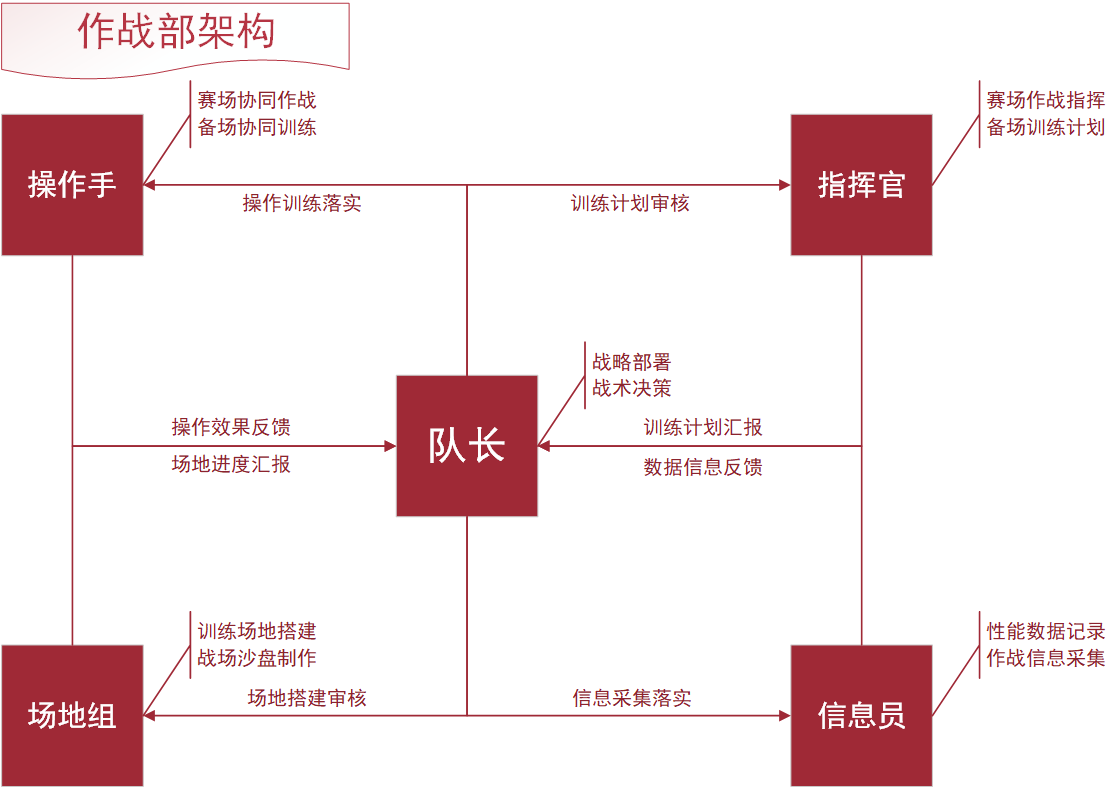 作战部架构
赛场协同作战
备场协同训练
赛场作战指挥
备场训练计划
操作手
指挥官
操作训练落实
训练计划审核
战略部署
战术决策
操作效果反馈
训练计划汇报
队长
场地进度汇报
数据信息反馈
训练场地搭建
战场沙盘制作
性能数据记录
作战信息采集
场地搭建审核
信息采集落实
场地组
信息员